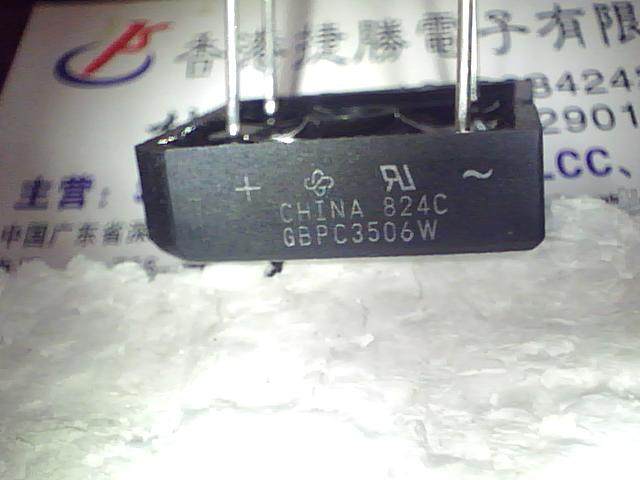 香港捷勝電子有限
8424
2901
LCC、
主营：
中国广东省深
+ ~
CHINA 824C
GBPC3506W